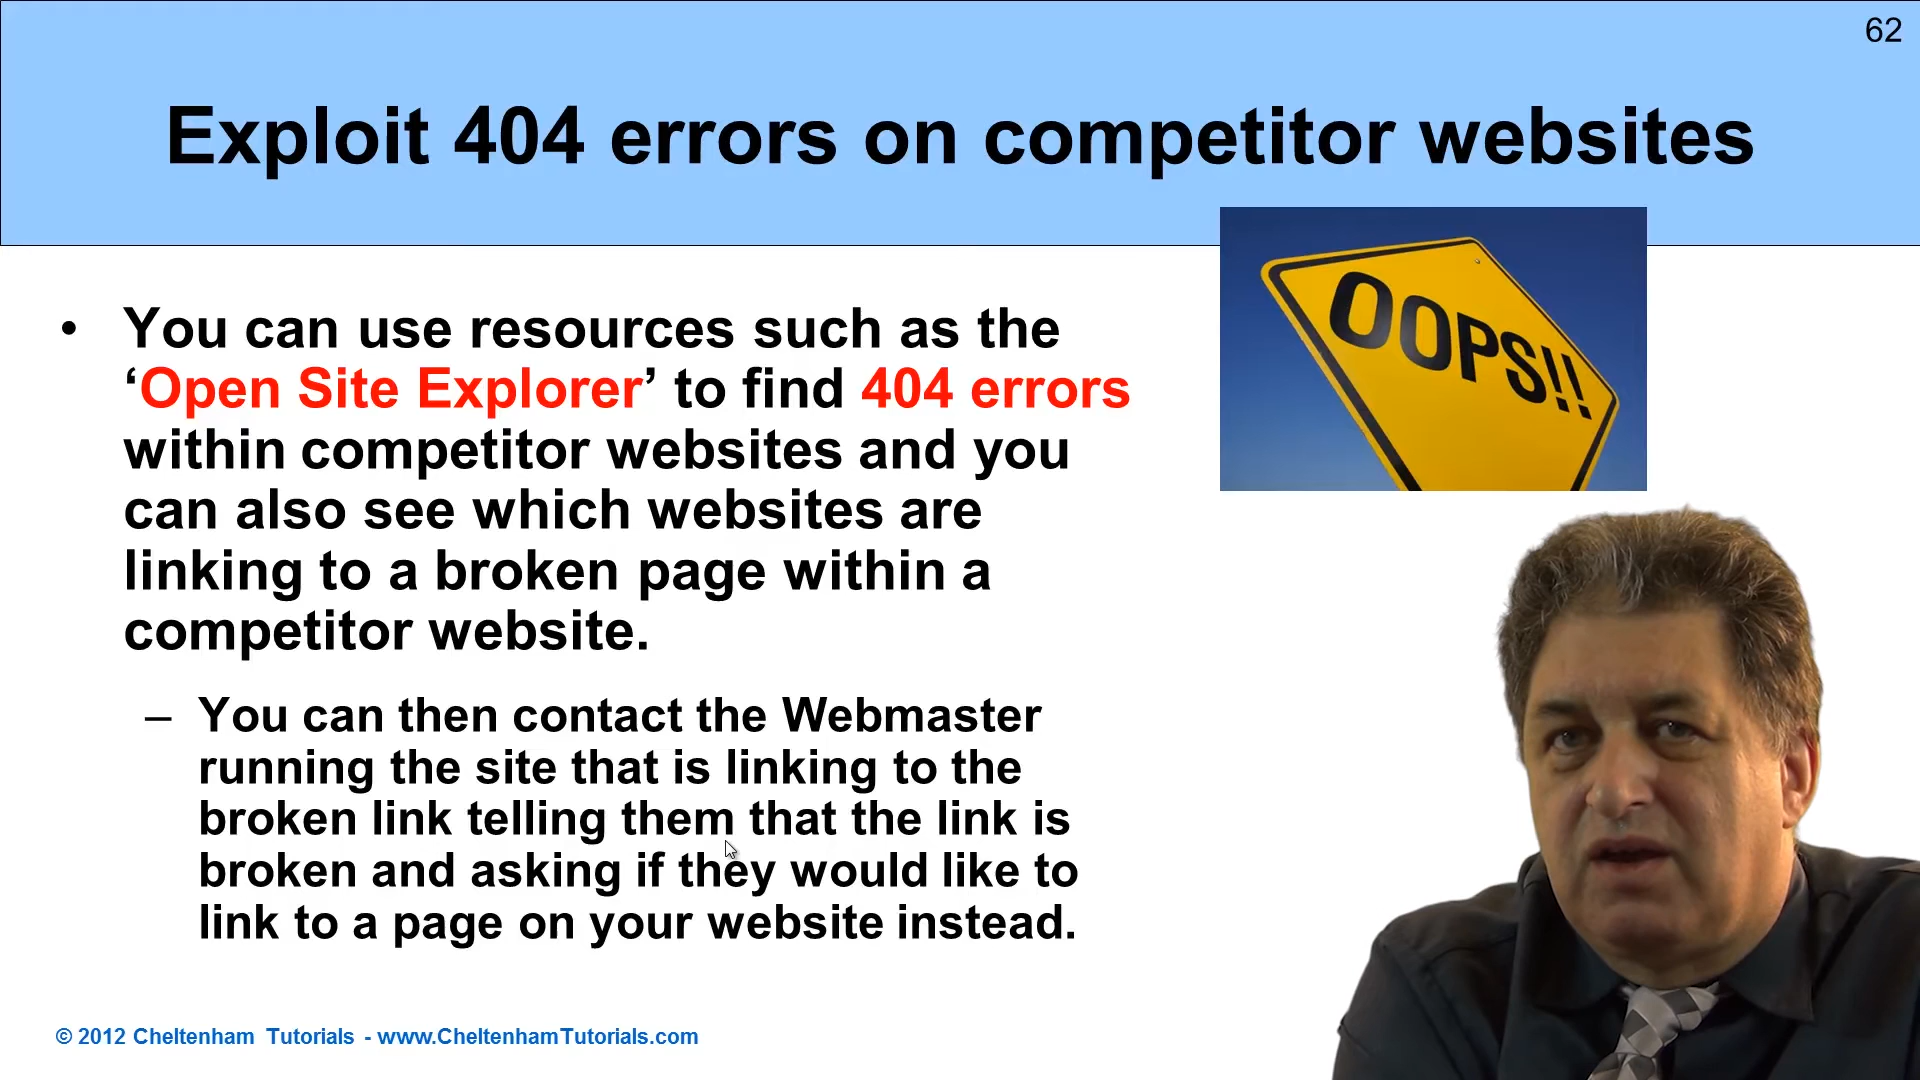 62
Exploit 404 errors on competitor websites
OOPS!!
• You can use resources such as the
‘Open Site Explorer’ to find 404 errors
within competitor websites and you
can also see which websites are
linking to a broken page within a
competitor website.
– You can then contact the Webmaster
running the site that is linking to the
broken link telling them that the link is
broken and asking if they would like to
link to a page on your website instead.
© 2012 Cheltenham Tutorials - www.CheltenhamTutorials.com